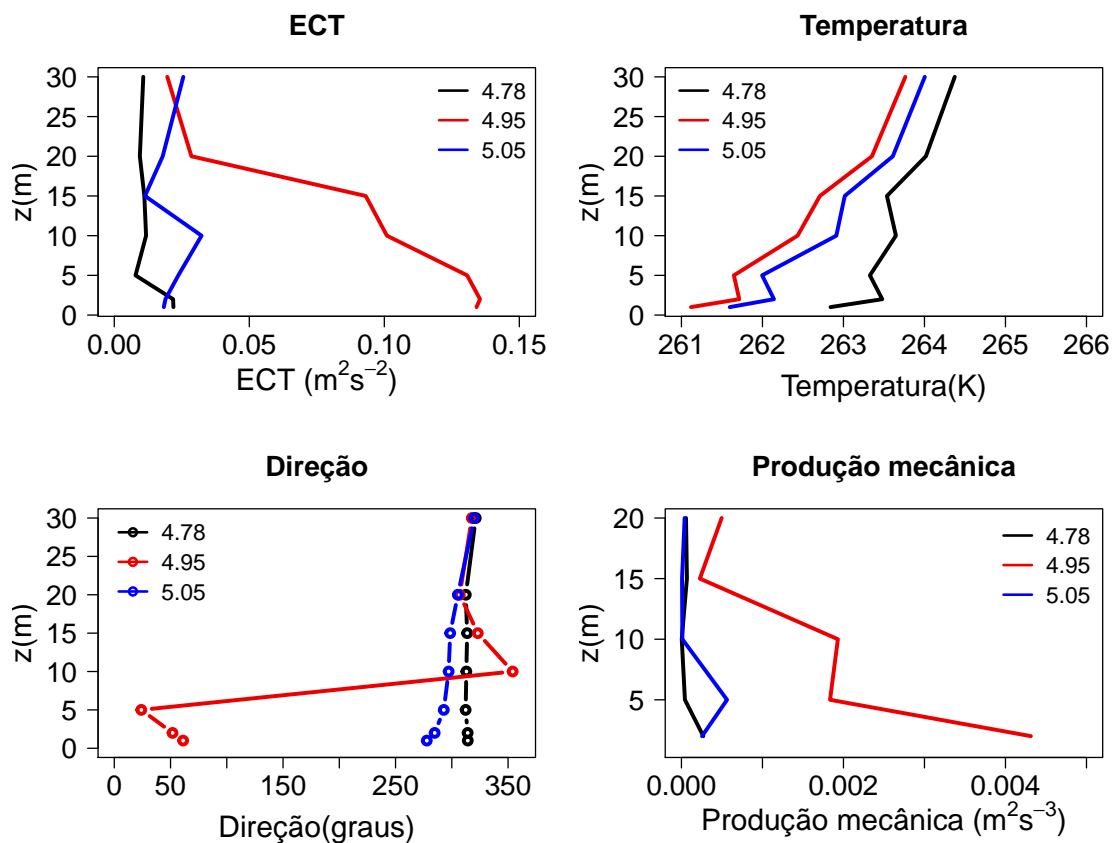 ECT
30
25
20
15
10
5
0
z(m)
4.78
4.95
5.05
0.00 0.05 0.10 0.15
ECT (m²s⁻²)
Temperatura
30
25
20
15
10
5
0
z(m)
4.78
4.95
5.05
261 262 263 264 265 266
Temperatura(K)
Direção
30
25
20
15
10
5
0
z(m)
4.78
4.95
5.05
0 50 150 250 350
Direção(graus)
Produção mecânica
20
15
10
5
z(m)
4.78
4.95
5.05
0.000 0.002 0.004
Produção mecânica (m²s⁻³)